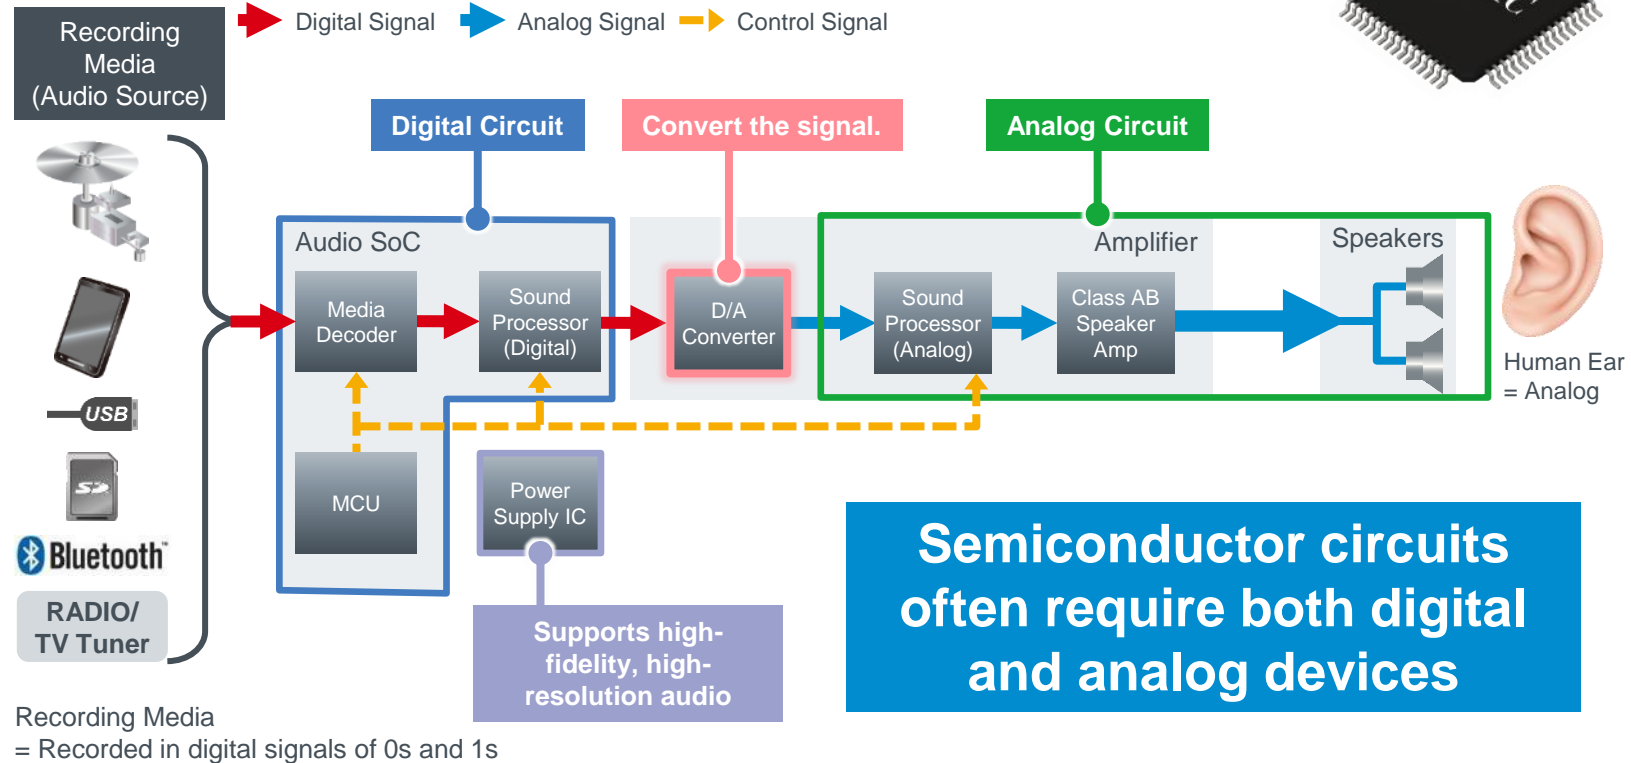 Digital Signal
Analog Signal
Control Signal
Recording
Media
(Audio Source)
IC
Digital Circuit
Convert the signal.
Analog Circuit
Audio SoC
Amplifier
Speakers
Media
Decoder
Sound
Processor
(Digital)
D/A
Converter
Sound
Processor
(Analog)
Class AB
Speaker
Amp
Human Ear
= Analog
USB
SD
MCU
Power
Supply IC
Bluetooth™
RADIO/
TV Tuner
Supports high-
fidelity, high-
resolution audio
Semiconductor circuits
often require both digital
and analog devices
Recording Media
= Recorded in digital signals of 0s and 1s